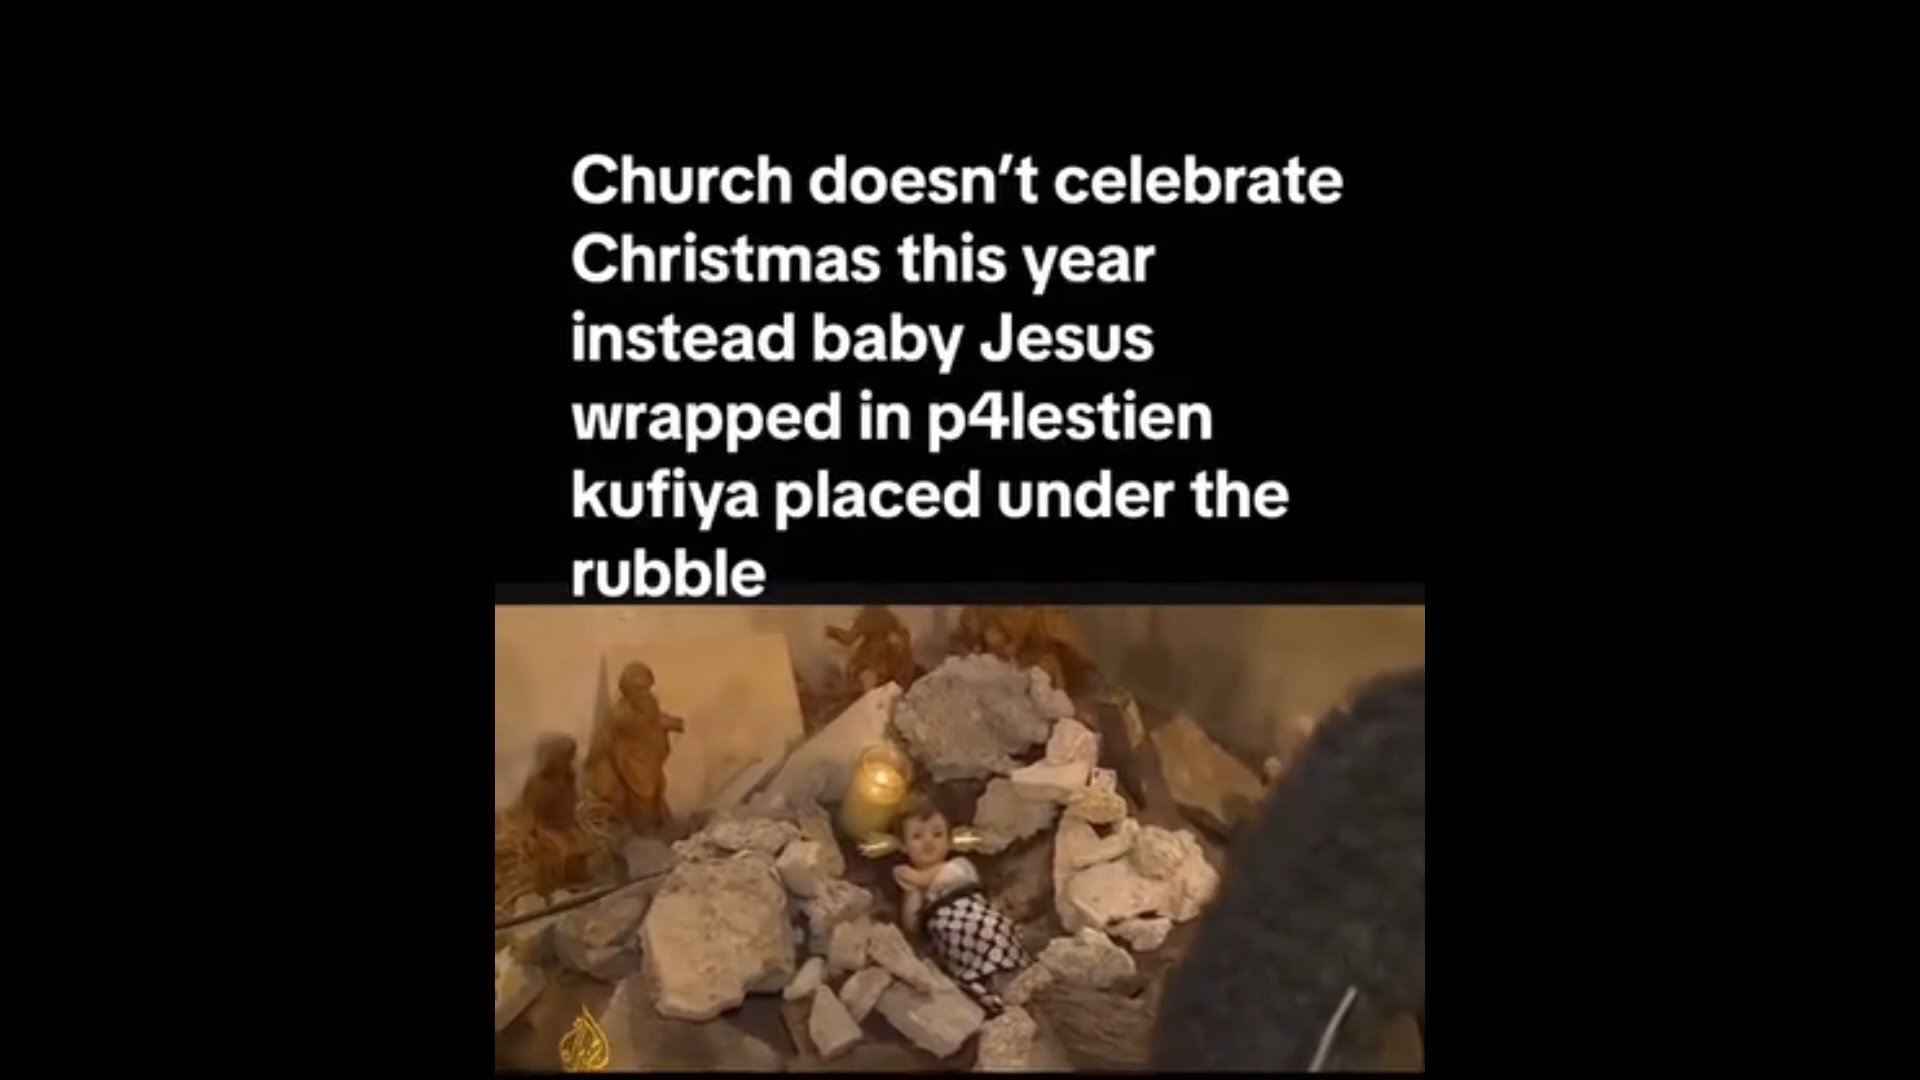 Church doesn’t celebrate
Christmas this year
instead baby Jesus
wrapped in p4lestien
kufiya placed under the
rubble